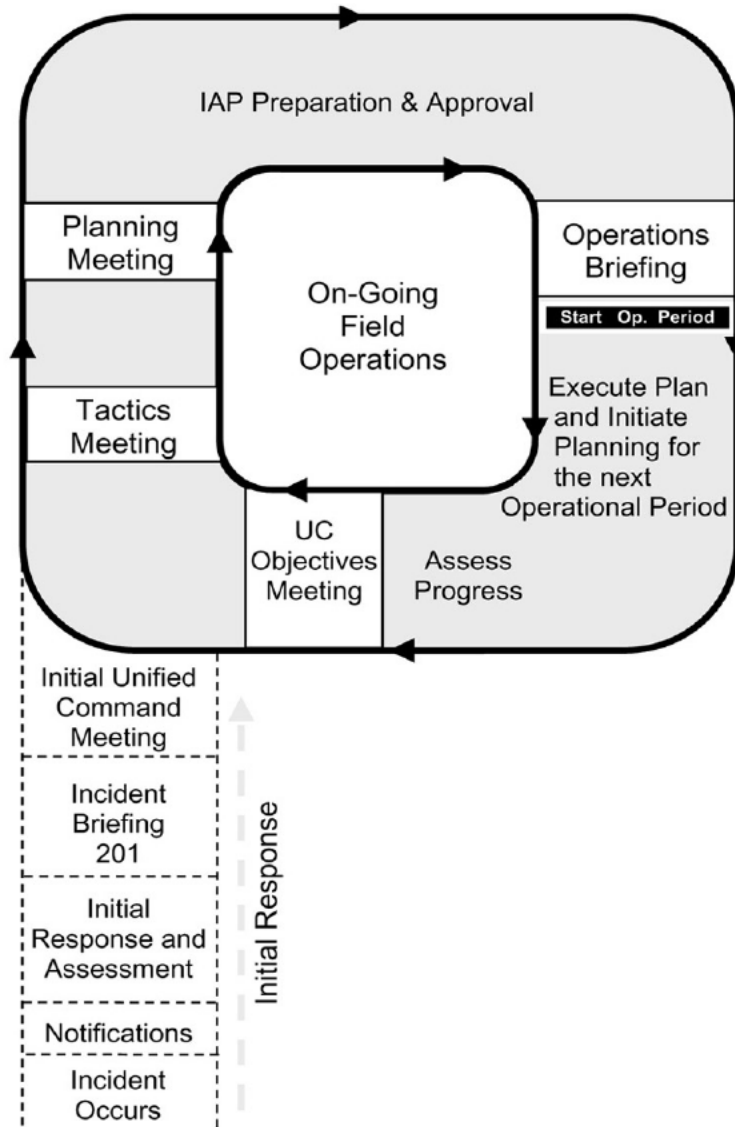 IAP Preparation & Approval
Planning
Meeting
On-Going
Field
Operations
Operations
Briefing
Start Op. Period
Tactics
Meeting
Execute Plan
and Initiate
Planning for
the next
Operational Period
UC
Objectives
Meeting
Assess
Progress
Initial Unified
Command
Meeting
Incident
Briefing
201
Initial
Response and
Assessment
Notifications
Incident
Occurs
Initial Response